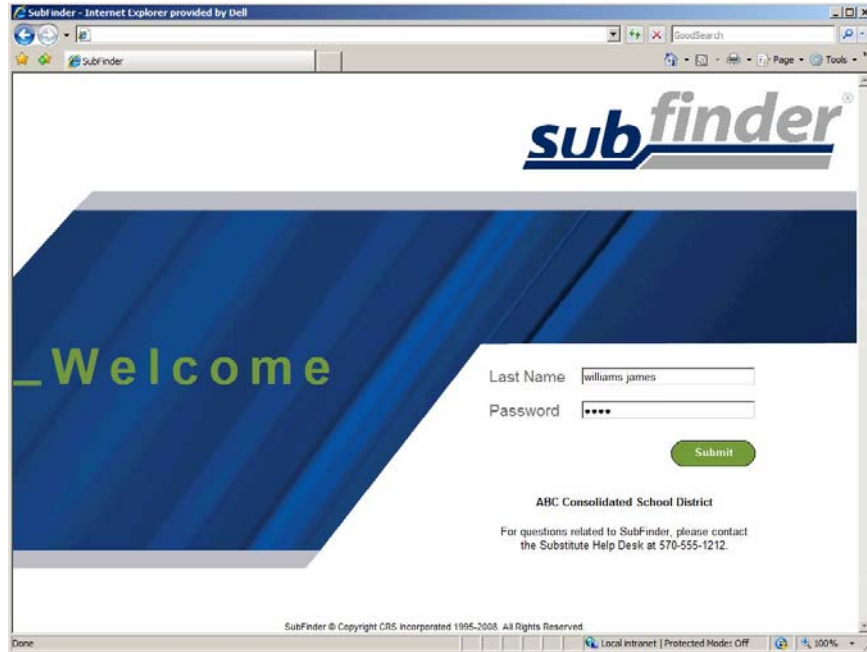 SubFinder - Internet Explorer provided by Dell
GoodSearch
SubFinder
Page
Tools
subfinder®
_Welcome
Last Name williams james
Password ••••
Submit
ABC Consolidated School District
For questions related to SubFinder, please contact
the Substitute Help Desk at 570-555-1212.
SubFinder © Copyright CRS Incorporated 1995-2008. All Rights Reserved.
Done
Local intranet | Protected Mode: Off
100%